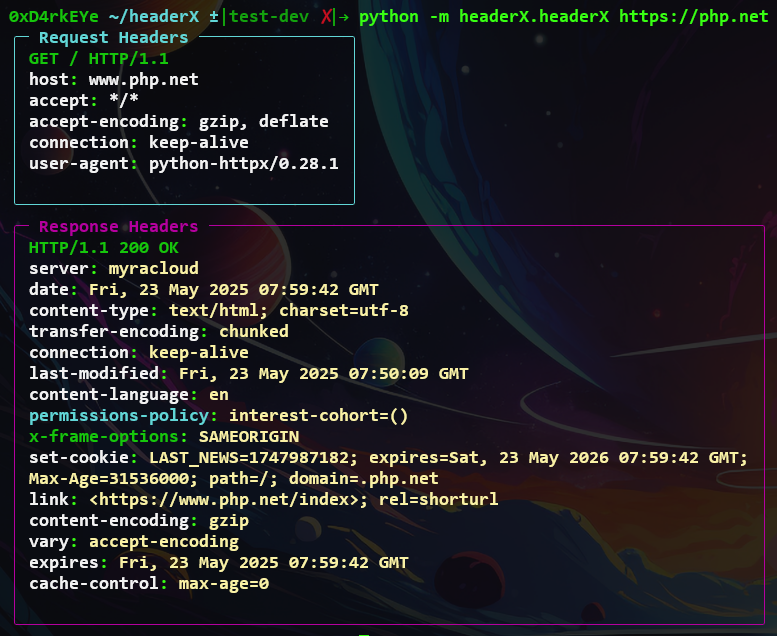 0xD4rkEYe ~/headerX ±|test-dev ✗|→ python -m headerX.headerX https://php.net
Request Headers
GET / HTTP/1.1
host: www.php.net
accept: */*
accept-encoding: gzip, deflate
connection: keep-alive
user-agent: python-httpx/0.28.1
Response Headers
HTTP/1.1 200 OK
server: myracloud
date: Fri, 23 May 2025 07:59:42 GMT
content-type: text/html; charset=utf-8
transfer-encoding: chunked
connection: keep-alive
last-modified: Fri, 23 May 2025 07:50:09 GMT
content-language: en
permissions-policy: interest-cohort=()
x-frame-options: SAMEORIGIN
set-cookie: LAST_NEWS=1747987182; expires=Sat, 23 May 2026 07:59:42 GMT;
Max-Age=31536000; path=/; domain=.php.net
link: <https://www.php.net/index>; rel=shorturl
content-encoding: gzip
vary: accept-encoding
expires: Fri, 23 May 2025 07:59:42 GMT
cache-control: max-age=0